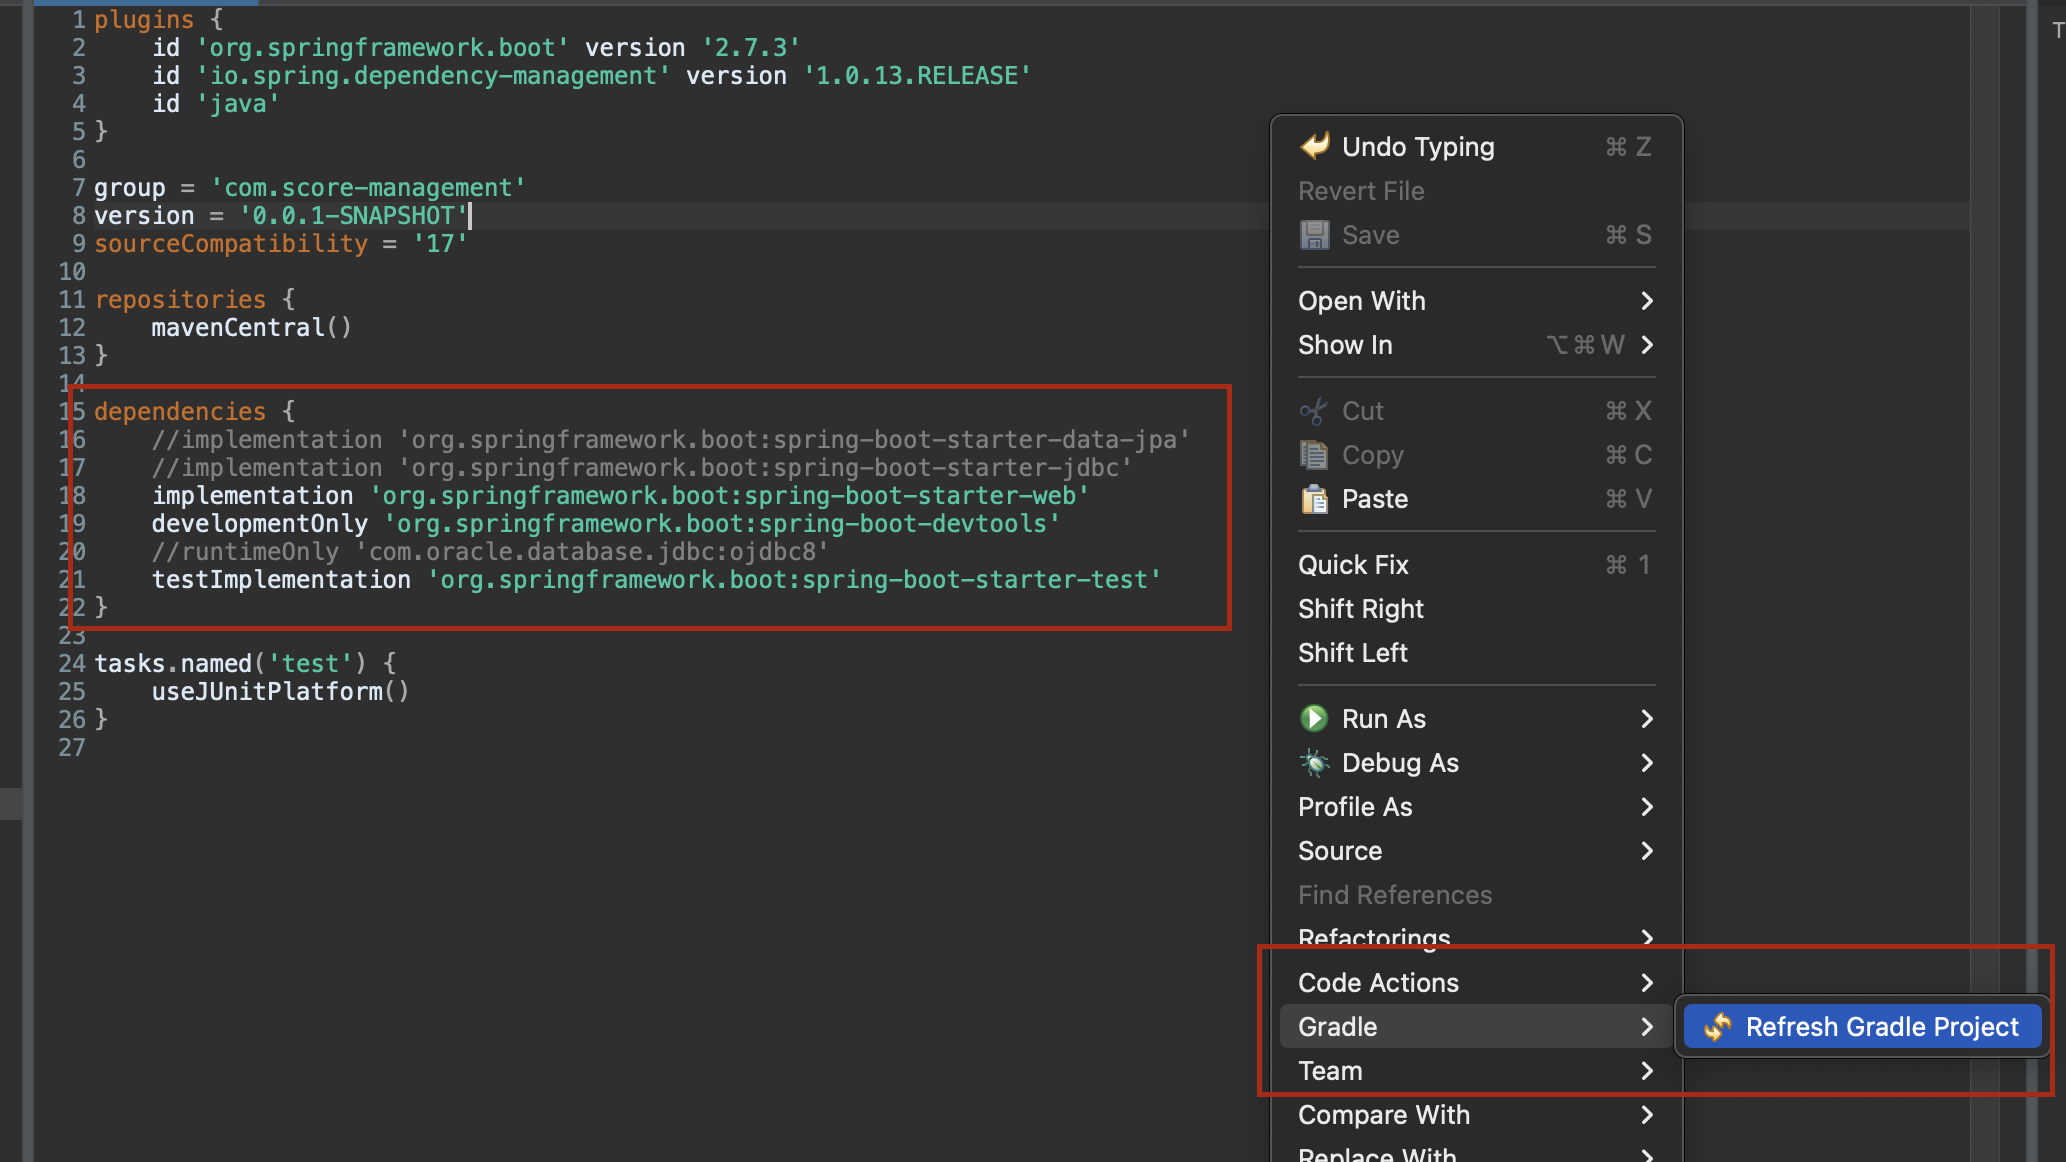 1 plugins {
2     id 'org.springframework.boot' version '2.7.3'
3     id 'io.spring.dependency-management' version '1.0.13.RELEASE'
4     id 'java'
5 }
6
7 group = 'com.score-management'
8 version = '0.0.1-SNAPSHOT'
9 sourceCompatibility = '17'
10
11 repositories {
12     mavenCentral()
13 }
14
15 dependencies {
16     //implementation 'org.springframework.boot:spring-boot-starter-data-jpa'
17     //implementation 'org.springframework.boot:spring-boot-starter-jdbc'
18     implementation 'org.springframework.boot:spring-boot-starter-web'
19     developmentOnly 'org.springframework.boot:spring-boot-devtools'
20     //runtimeOnly 'com.oracle.database.jdbc:ojdbc8'
21     testImplementation 'org.springframework.boot:spring-boot-starter-test'
22 }
23
24 tasks.named('test') {
25     useJUnitPlatform()
26 }
27
Undo Typing ⌘ Z
Revert File
Save ⌘ S
Open With
Show In ⌥⌘W
Cut ⌘ X
Copy ⌘ C
Paste ⌘ V
Quick Fix ⌘ 1
Shift Right
Shift Left
Run As
Debug As
Profile As
Source
Find References
Refactorings
Code Actions
Gradle
Refresh Gradle Project
Team
Compare With
Replace With
T